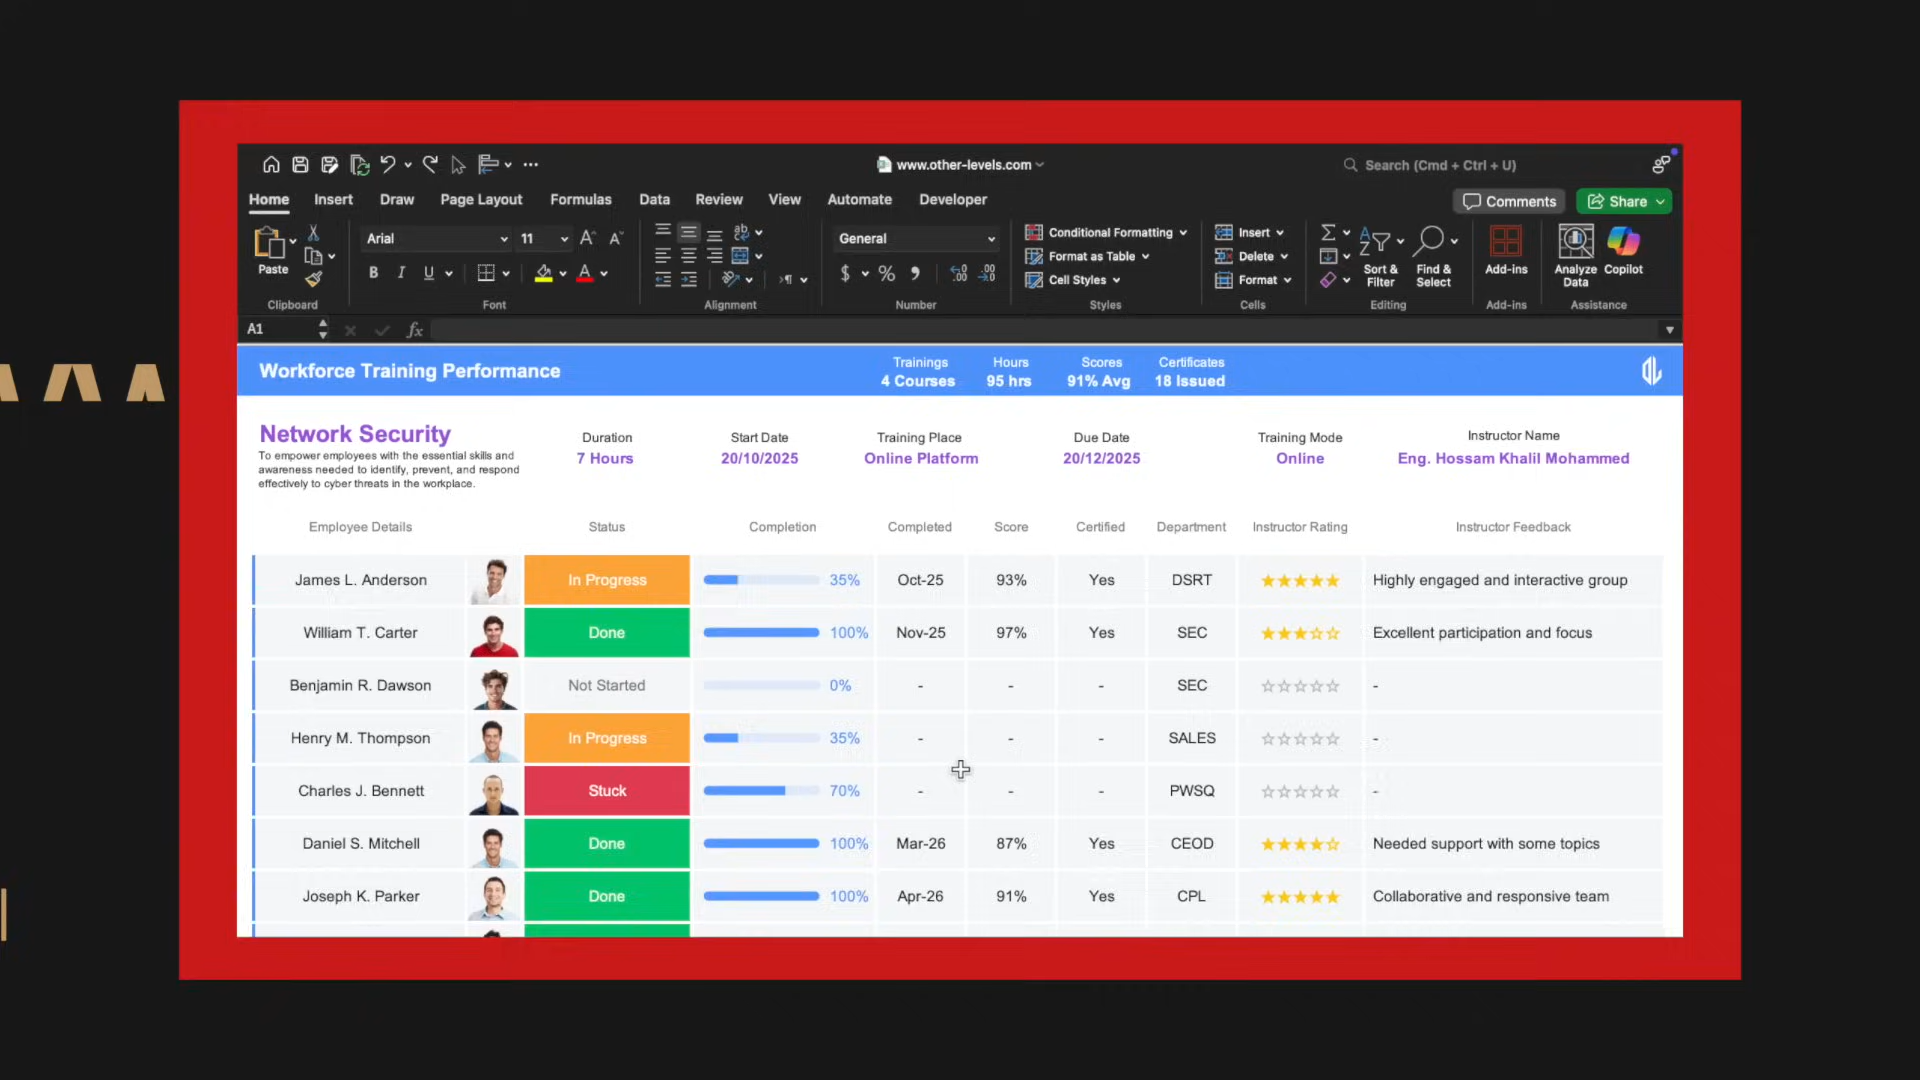 www.other-levels.com
Search (Cmd + Ctrl + U)
Home Insert Draw Page Layout Formulas Data Review View Automate Developer
Comments Share
Paste
Clipboard
Arial 11
B I U A
Font
Alignment
General
$ % ,
Number
Conditional Formatting
Format as Table
Cell Styles
Styles
Insert
Delete
Format
Cells
Sort & Filter
Find & Select
Editing
Add-ins
Add-ins
Analyze Data
Copilot
Assistance
A1 fx
Workforce Training Performance
Trainings Hours Scores Certificates
4 Courses 95 hrs 91% Avg 18 Issued
Network Security
To empower employees with the essential skills and
awareness needed to identify, prevent, and respond
effectively to cyber threats in the workplace.
Duration Start Date Training Place Due Date Training Mode Instructor Name
7 Hours 20/10/2025 Online Platform 20/12/2025 Online Eng. Hossam Khalil Mohammed
Employee Details Status Completion Completed Score Certified Department Instructor Rating Instructor Feedback
James L. Anderson In Progress 35% Oct-25 93% Yes DSRT ★★★★★ Highly engaged and interactive group
William T. Carter Done 100% Nov-25 97% Yes SEC ★★★☆☆ Excellent participation and focus
Benjamin R. Dawson Not Started 0% - - - SEC ☆☆☆☆☆ -
Henry M. Thompson In Progress 35% - - - SALES ☆☆☆☆☆ -
Charles J. Bennett Stuck 70% - - - PWSQ ☆☆☆☆☆ -
Daniel S. Mitchell Done 100% Mar-26 87% Yes CEOD ★★★★☆ Needed support with some topics
Joseph K. Parker Done 100% Apr-26 91% Yes CPL ★★★★★ Collaborative and responsive team